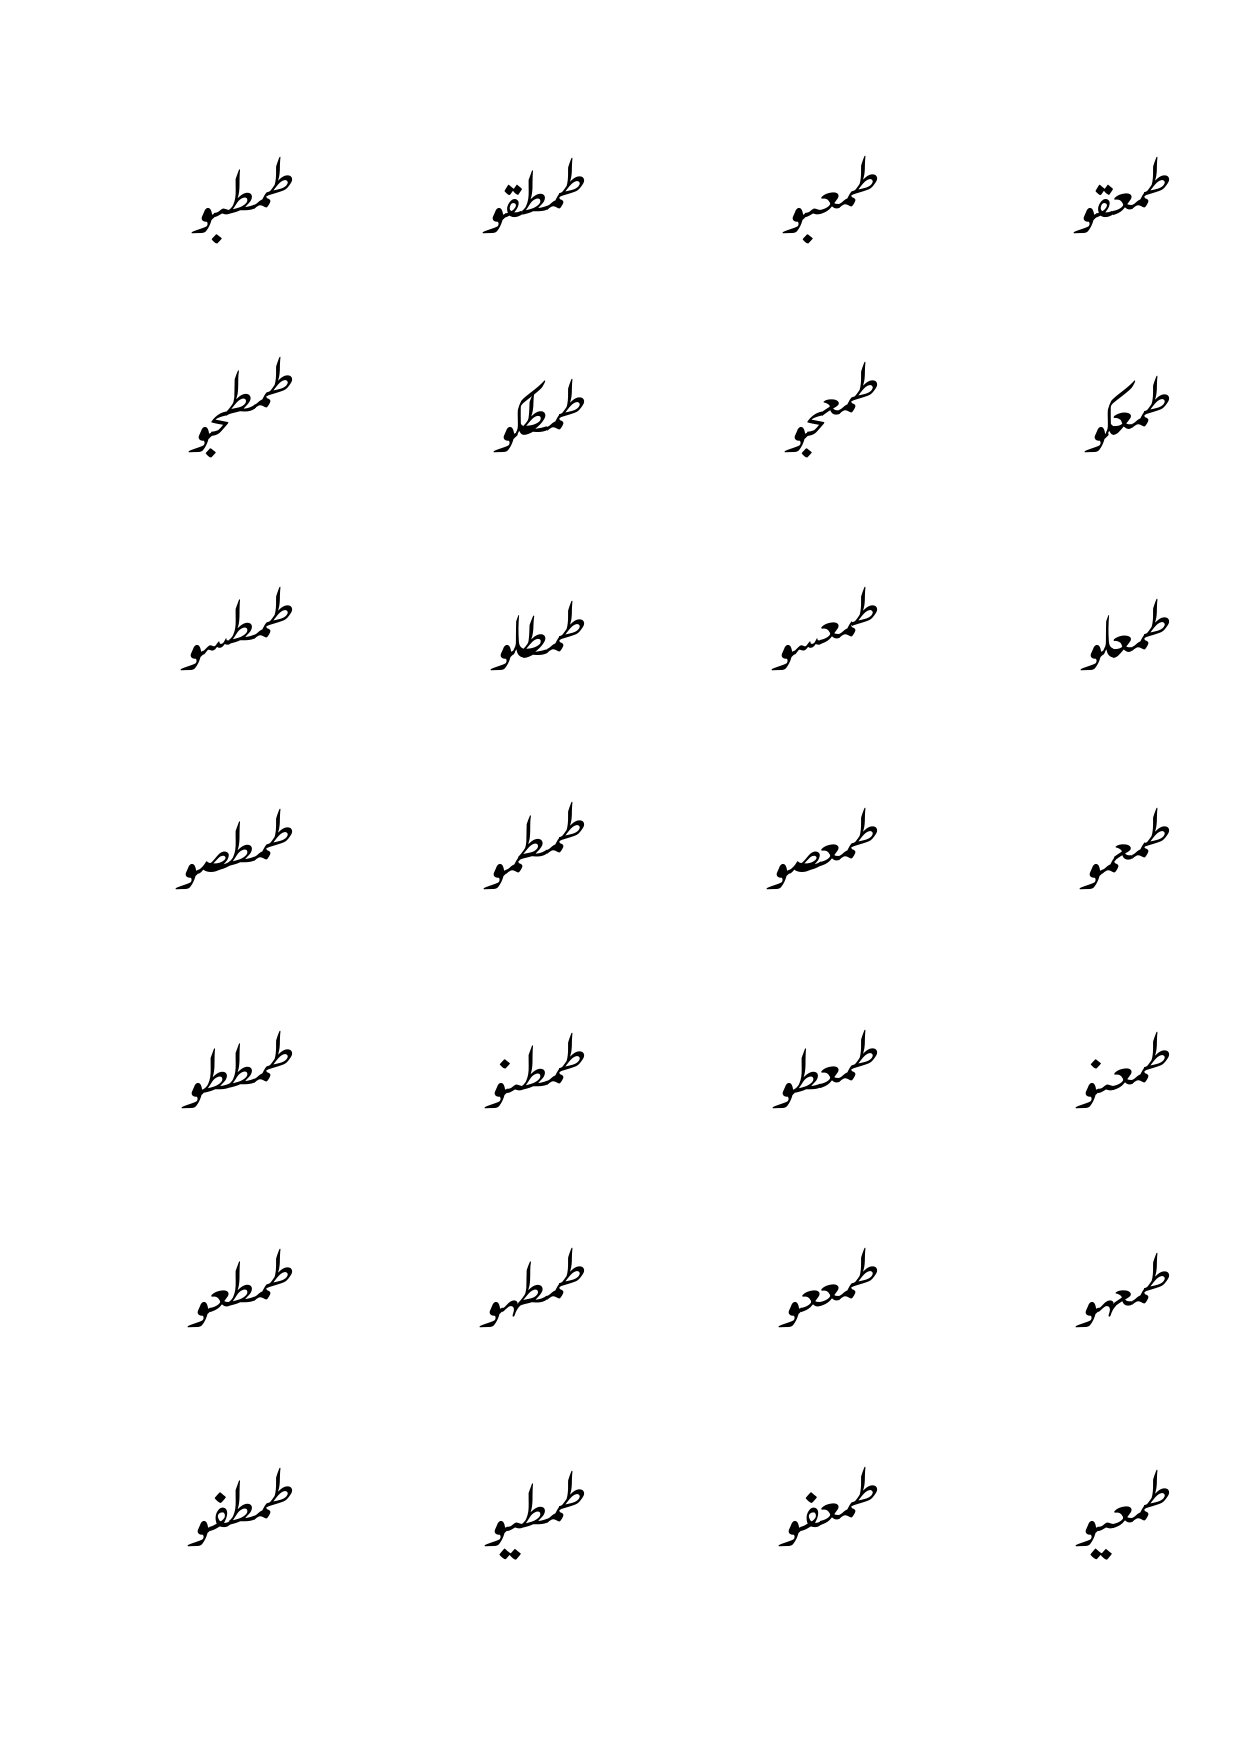 طمعقو طمعبو طمطقو طمطبو
طمعكو طمعجو طمطكو طمطجو
طمعلو طمعسو طمطلو طمطسو
طمعمو طمعصو طمطمو طمطصو
طمعنو طمعطو طمطنو طمططو
طمعهو طمععو طمطهو طمطعو
طمعيو طمعفو طمطيو طمطفو